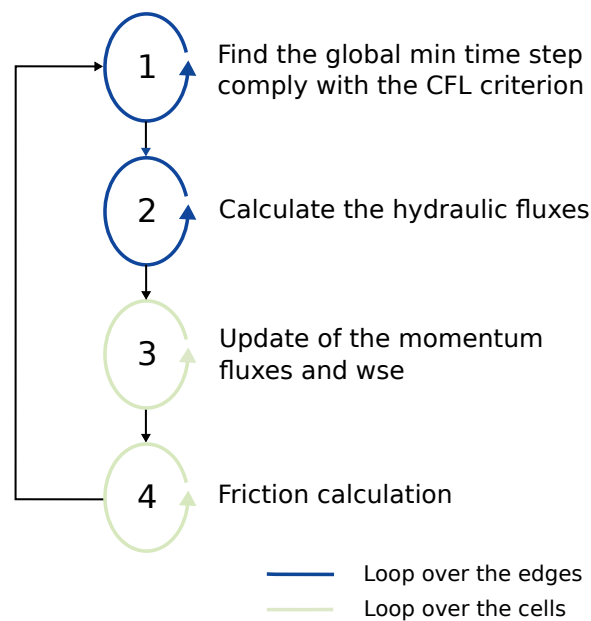 1
Find the global min time step
comply with the CFL criterion
2
Calculate the hydraulic fluxes
3
Update of the momentum
fluxes and wse
4
Friction calculation
Loop over the edges
Loop over the cells